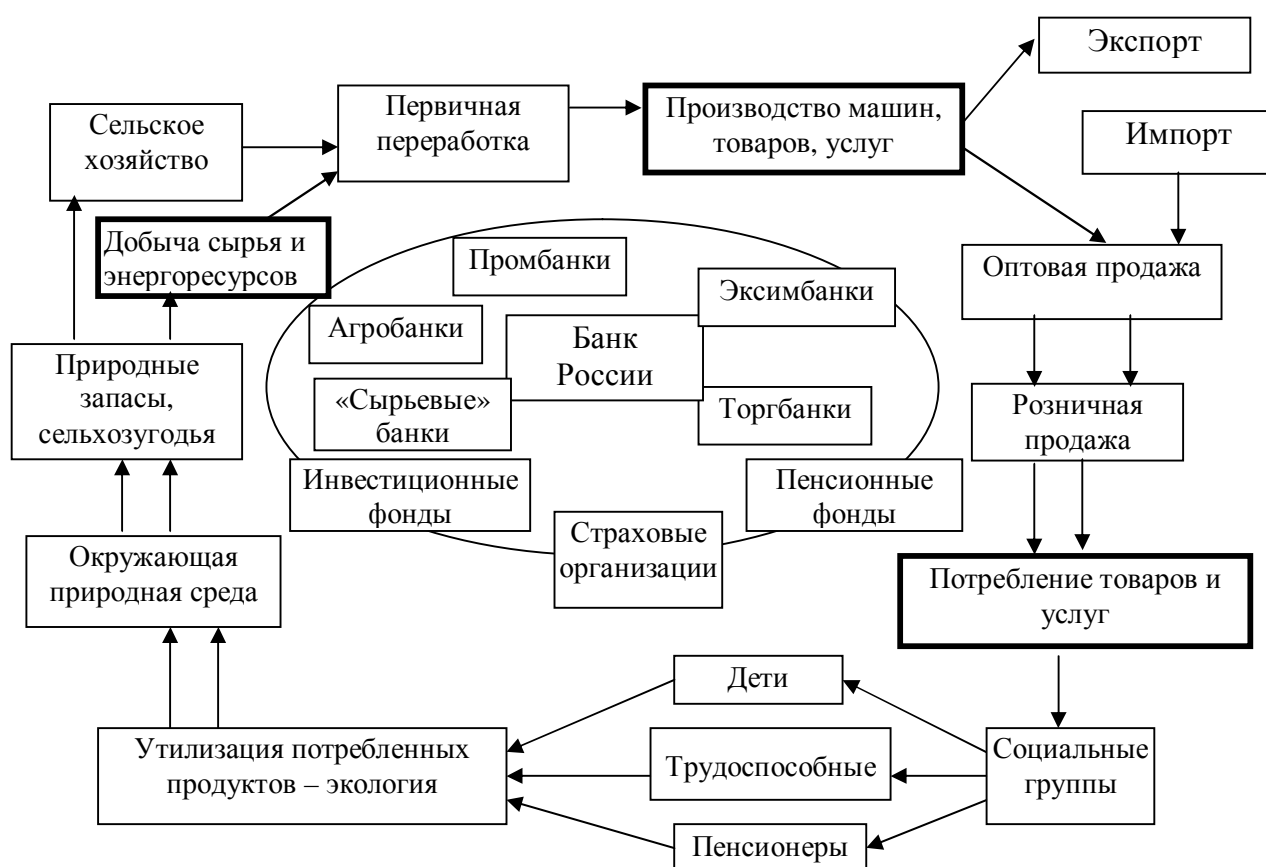 Экспорт
Сельское
хозяйство
Первичная
переработка
Производство машин,
товаров, услуг
Импорт
Добыча сырья и
энергоресурсов
Промбанки
Эксимбанки
Оптовая продажа
Агробанки
Банк
России
Природные
запасы,
сельхозугодья
«Сырьевые»
банки
Торгбанки
Розничная
продажа
Инвестиционные
фонды
Пенсионные
фонды
Страховые
организации
Окружающая
природная среда
Потребление товаров и
услуг
Дети
Утилизация потребленных
продуктов – экология
Трудоспособные
Социальные
группы
Пенсионеры